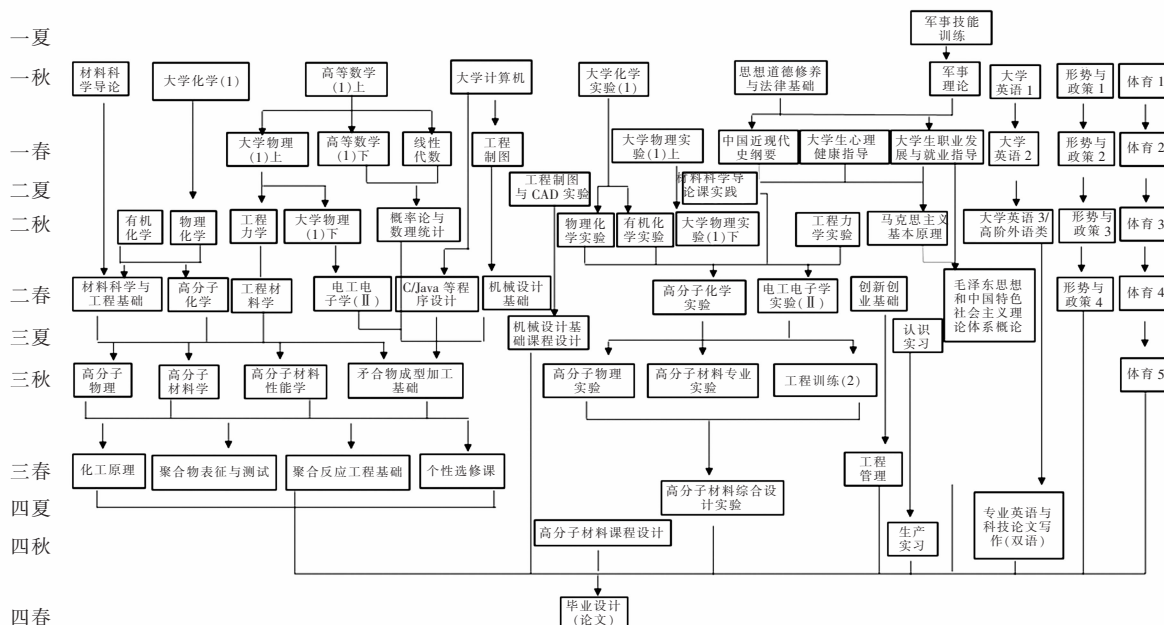 一夏
军事技能
训练
一秋
材料科
学导论
大学化学(1)
高等数学
(1)上
大学计算机
大学化学
实验(1)
思想道德修养
与法律基础
军事
理论
大学
英语 1
形势与
政策 1
体育 1
一春
大学物理
(1)上
高等数学
(1)下
线性
代数
工程
制图
大学物理实
验(1)上
中国近现代
史纲要
大学生心理
健康指导
大学生职业发
展与就业指导
大学
英语 2
形势与
政策 2
体育 2
二夏
工程制图
与 CAD 实验
材料科学导
论课实践
二秋
有机
化学
物理
化学
工程
力学
大学物理
(1)下
概率论与
数理统计
物理化
学实验
有机化
学实验
大学物理实
验(1)下
工程力
学实验
马克思主义
基本原理
大学英语 3/
高阶外语类
形势与
政策 3
体育 3
二春
材料科学与
工程基础
高分子
化学
工程材
料学
电工电
子学(Ⅱ)
C/Java 等程
序设计
机械设计
基础
高分子化学
实验
电工电子学
实验(Ⅱ)
创新创
业基础
毛泽东思想
和中国特色
社会主义理
论体系概论
形势与
政策 4
体育 4
三夏
机械设计基
础课程设计
认识
实习
三秋
高分子
物理
高分子
材料学
高分子材料
性能学
矛合物成型加工
基础
高分子物理
实验
高分子材料专业
实验
工程训练(2)
体育 5
三春
化工原理
聚合物表征与测试
聚合反应工程基础
个性选修课
工程
管理
四夏
高分子材料综合设
计实验
专业英语与
科技论文写
作(双语)
四秋
高分子材料课程设计
生产
实习
四春
毕业设计
(论文)